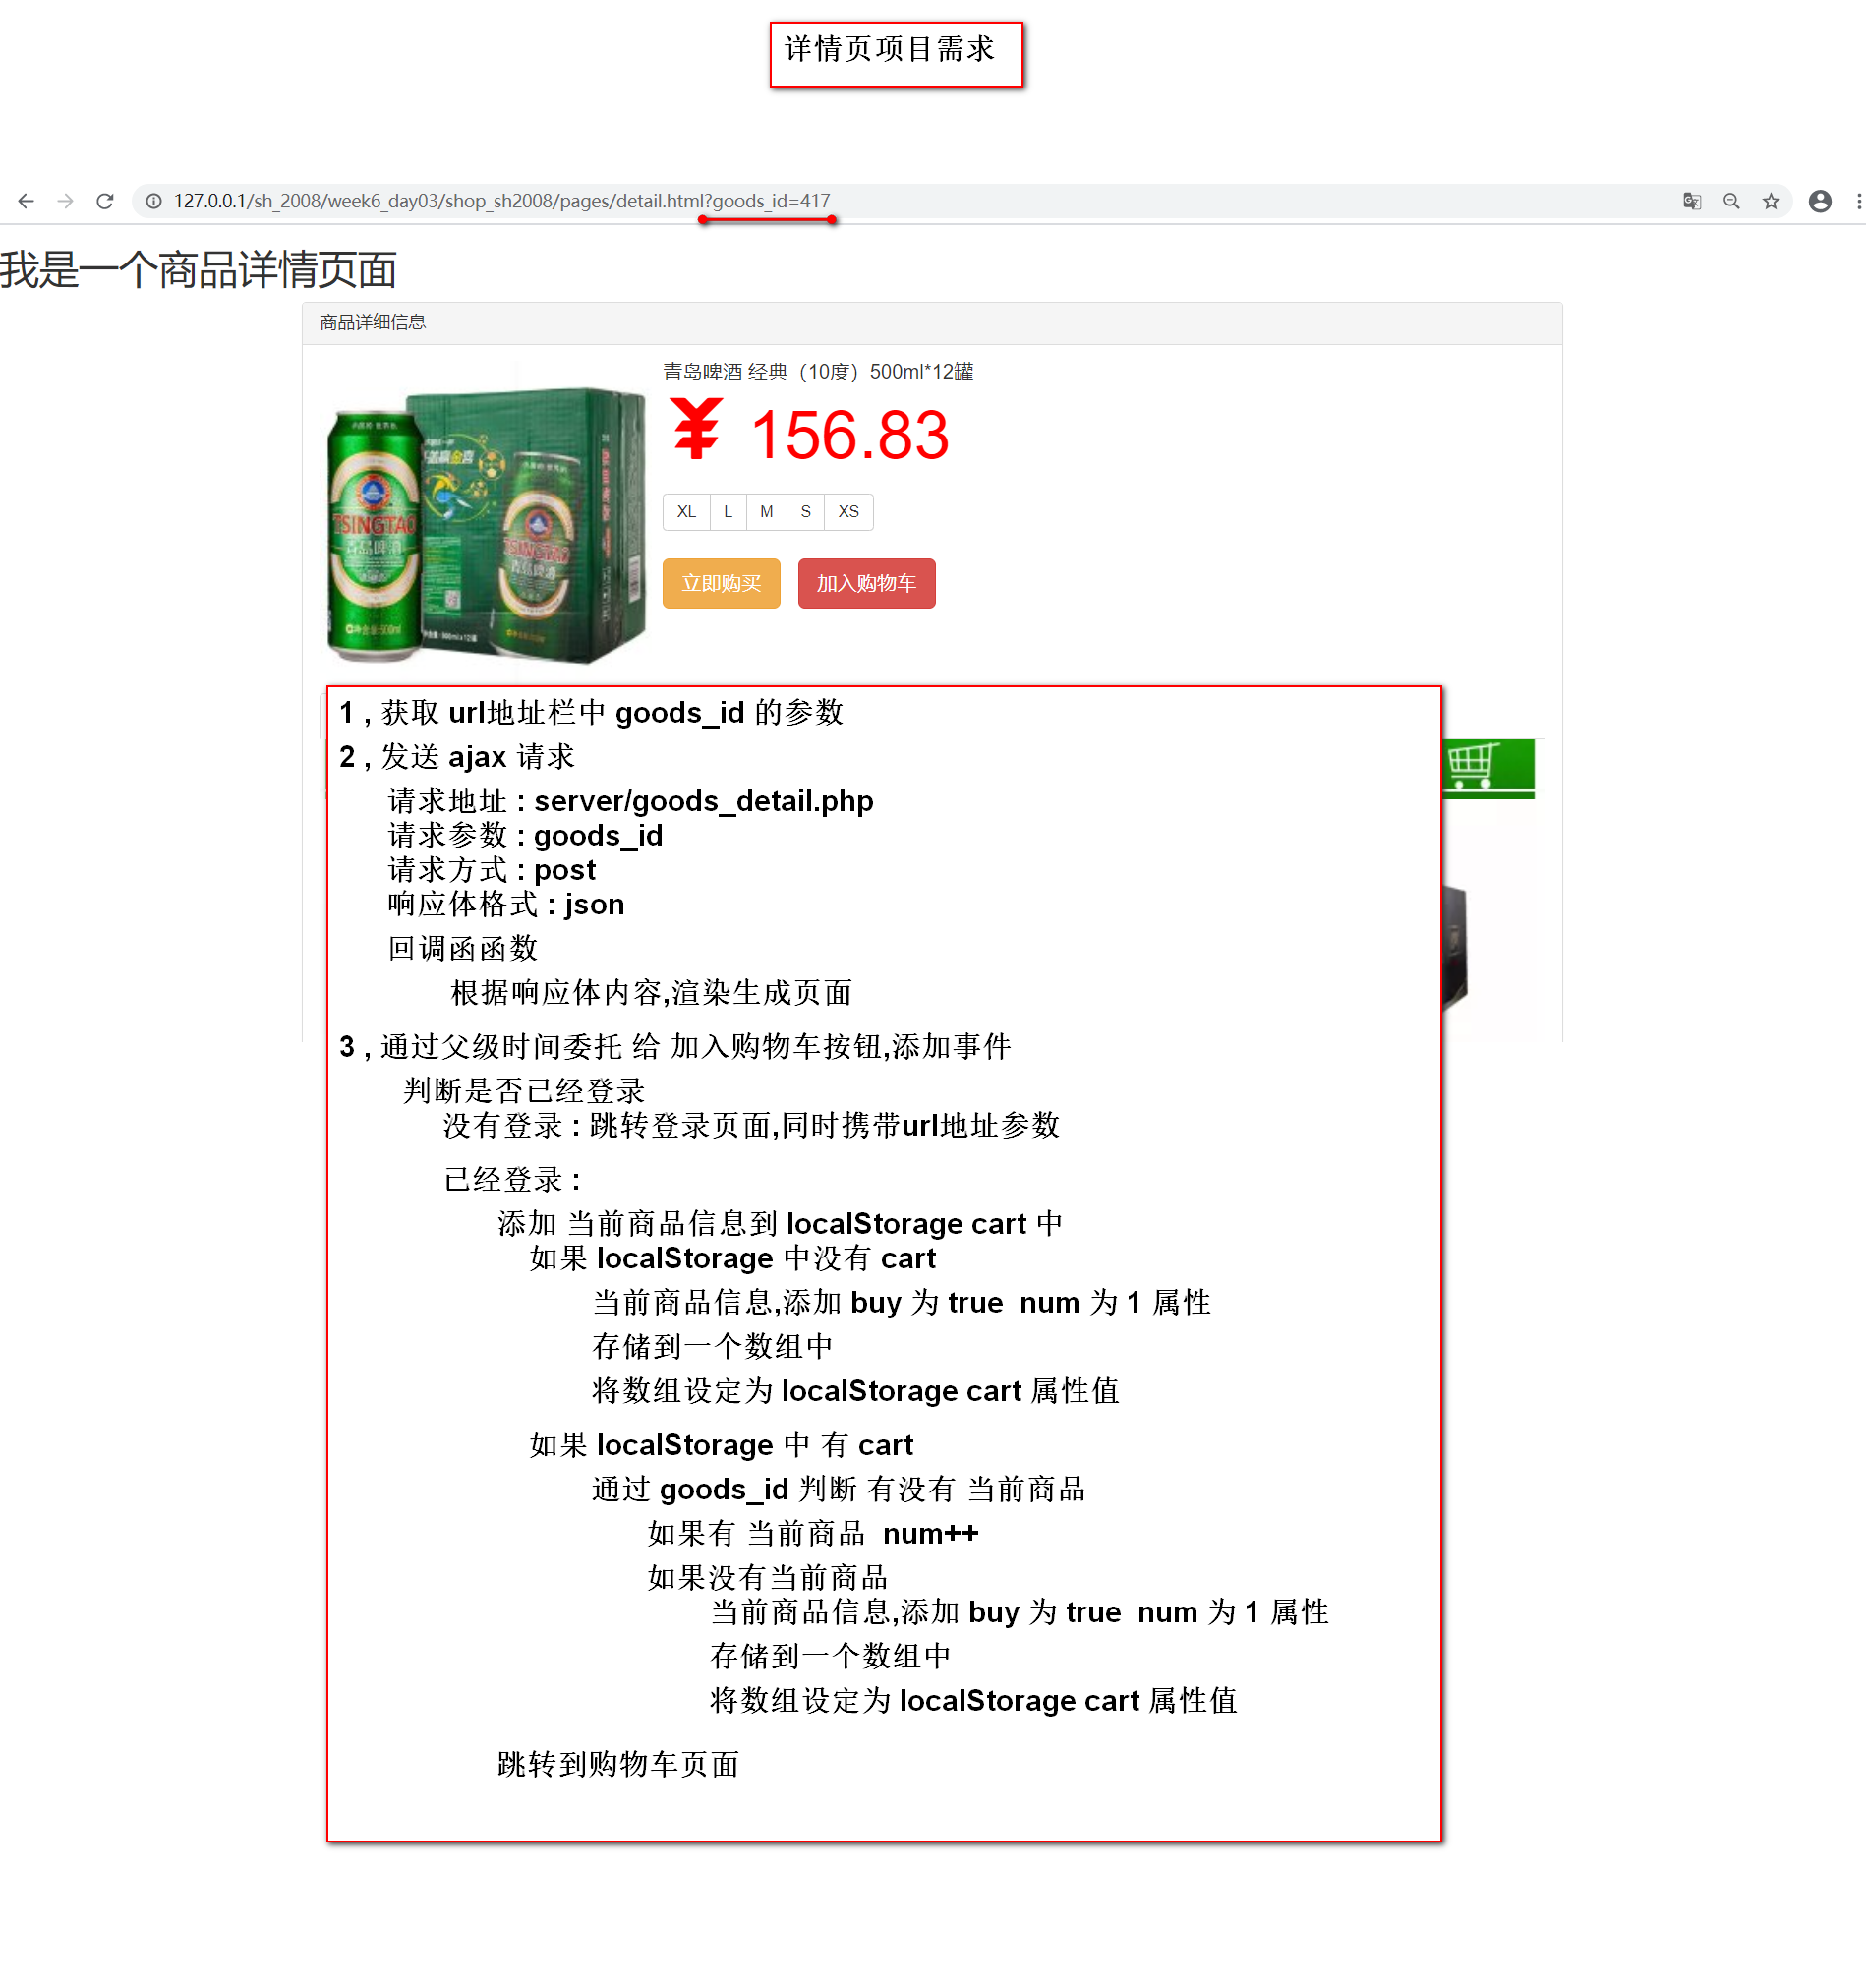 详情页项目需求
127.0.0.1/sh_2008/week6_day03/shop_sh2008/pages/detail.html?goods_id=417
我是一个商品详情页面
商品详细信息
青岛啤酒 经典（10度）500ml*12罐
¥ 156.83
XL L M S XS
立即购买 加入购物车
TSINGTAO
青岛啤酒
TSINGTAO
青岛啤酒
1 , 获取 url地址栏中 goods_id 的参数
2 , 发送 ajax 请求
请求地址 : server/goods_detail.php
请求参数 : goods_id
请求方式 : post
响应体格式 : json
回调函函数
根据响应体内容,渲染生成页面
3 , 通过父级时间委托 给 加入购物车按钮,添加事件
判断是否已经登录
没有登录 : 跳转登录页面,同时携带url地址参数
已经登录 :
添加 当前商品信息到 localStorage cart 中
如果 localStorage 中没有 cart
当前商品信息,添加 buy 为 true num 为 1 属性
存储到一个数组中
将数组设定为 localStorage cart 属性值
如果 localStorage 中 有 cart
通过 goods_id 判断 有没有 当前商品
如果有 当前商品 num++
如果没有当前商品
当前商品信息,添加 buy 为 true num 为 1 属性
存储到一个数组中
将数组设定为 localStorage cart 属性值
跳转到购物车页面